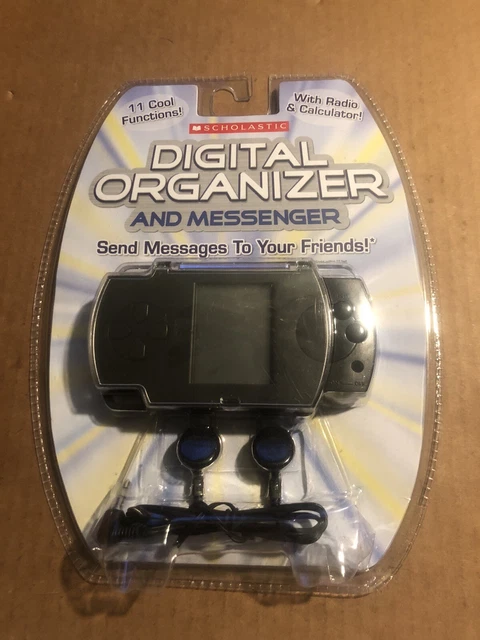 11 Cool
Functions!
With Radio
& Calculator!
SCHOLASTIC
DIGITAL
ORGANIZER
AND MESSENGER
Send Messages To Your Friends!*